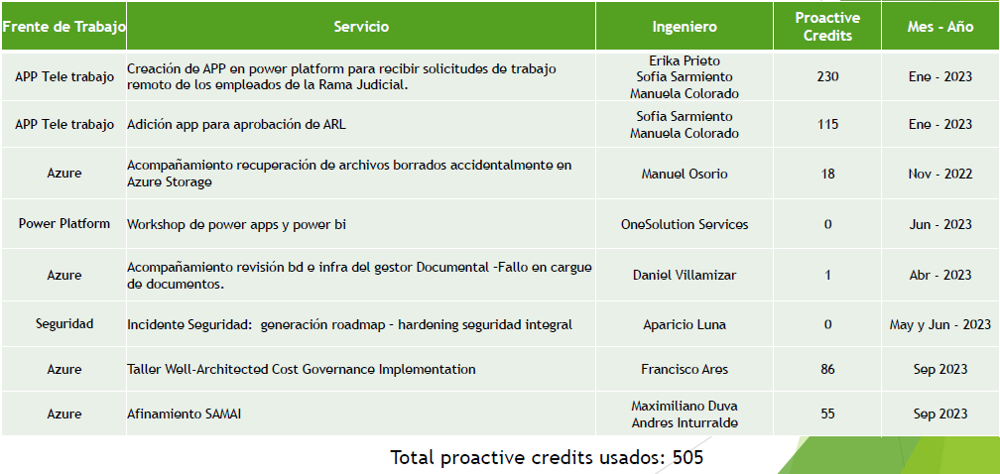 Frente de Trabajo Servicio Ingeniero Proactive Credits Mes - Año
APP Tele trabajo
Creación de APP en power platform para recibir solicitudes de trabajo
remoto de los empleados de la Rama Judicial.
Erika Prieto
Sofia Sarmiento
Manuela Colorado
230
Ene - 2023
APP Tele trabajo
Adición app para aprobación de ARL
Sofia Sarmiento
Manuela Colorado
115
Ene - 2023
Azure
Acompañamiento recuperación de archivos borrados accidentalmente en
Azure Storage
Manuel Osorio
18
Nov - 2022
Power Platform
Workshop de power apps y power bi
OneSolution Services
0
Jun - 2023
Azure
Acompañamiento revisión bd e infra del gestor Documental –Fallo en cargue
de documentos.
Daniel Villamizar
1
Abr - 2023
Seguridad
Incidente Seguridad:  generación roadmap – hardening seguridad integral
Aparicio Luna
0
May y Jun - 2023
Azure
Taller Well-Architected Cost Governance Implementation
Francisco Ares
86
Sep 2023
Azure
Afinamiento SAMAI
Maximiliano Duva
Andres Inturralde
55
Sep 2023
Total proactive credits usados: 505